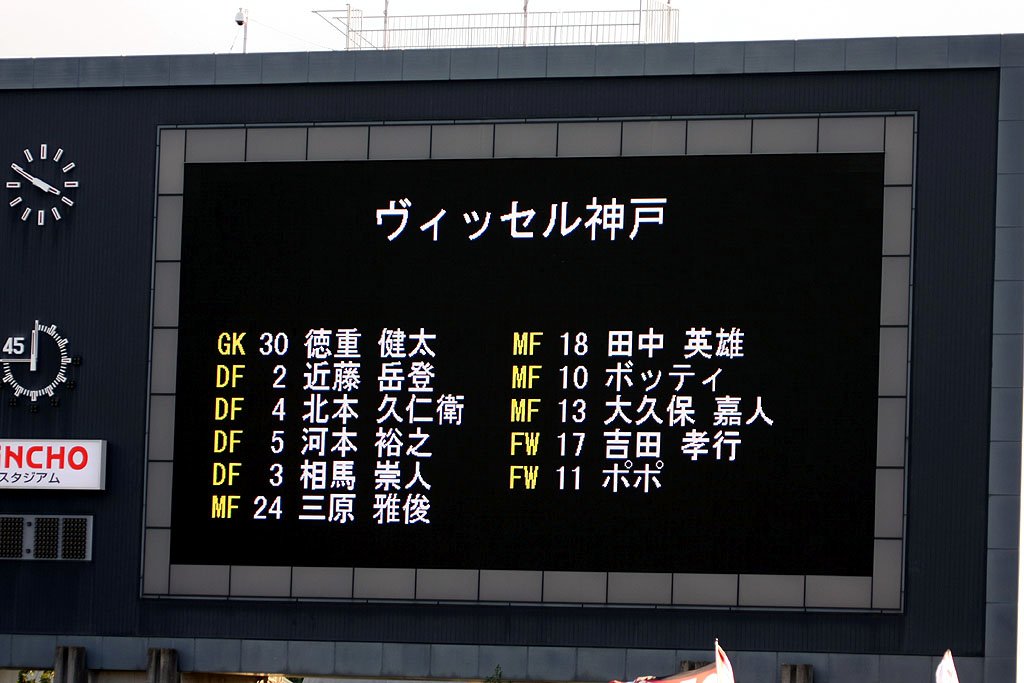 ヴィッセル神戸
GK 30 徳重 健太
DF 2 近藤 岳登
DF 4 北本 久仁衛
DF 5 河本 裕之
DF 3 相馬 崇人
MF 24 三原 雅俊
MF 18 田中 英雄
MF 10 ボッティ
MF 13 大久保 嘉人
FW 17 吉田 孝行
FW 11 ポポ
45
INCHO
スタジアム